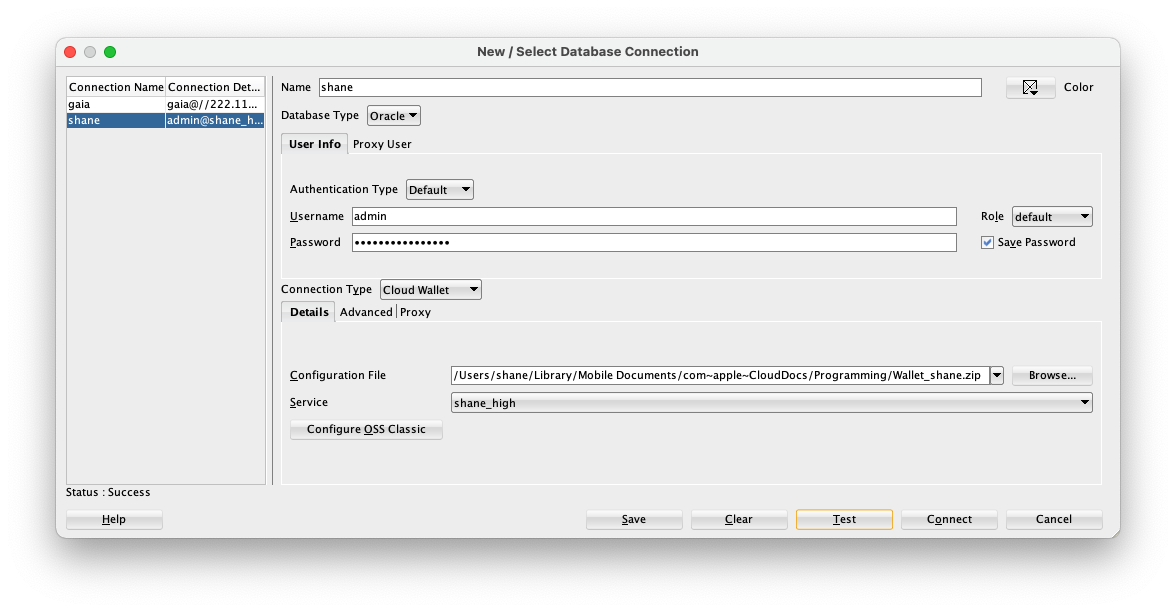 New / Select Database Connection
Connection Name Connection Det...
gaia gaia@//222.11...
shane admin@shane_h...
Name shane Color
Database Type Oracle
User Info Proxy User
Authentication Type Default
Username admin Role default
Password •••••••••••••••• Save Password
Connection Type Cloud Wallet
Details Advanced Proxy
Configuration File /Users/shane/Library/Mobile Documents/com~apple~CloudDocs/Programming/Wallet_shane.zip Browse...
Service shane_high
Configure OSS Classic
Status : Success
Help Save Clear Test Connect Cancel